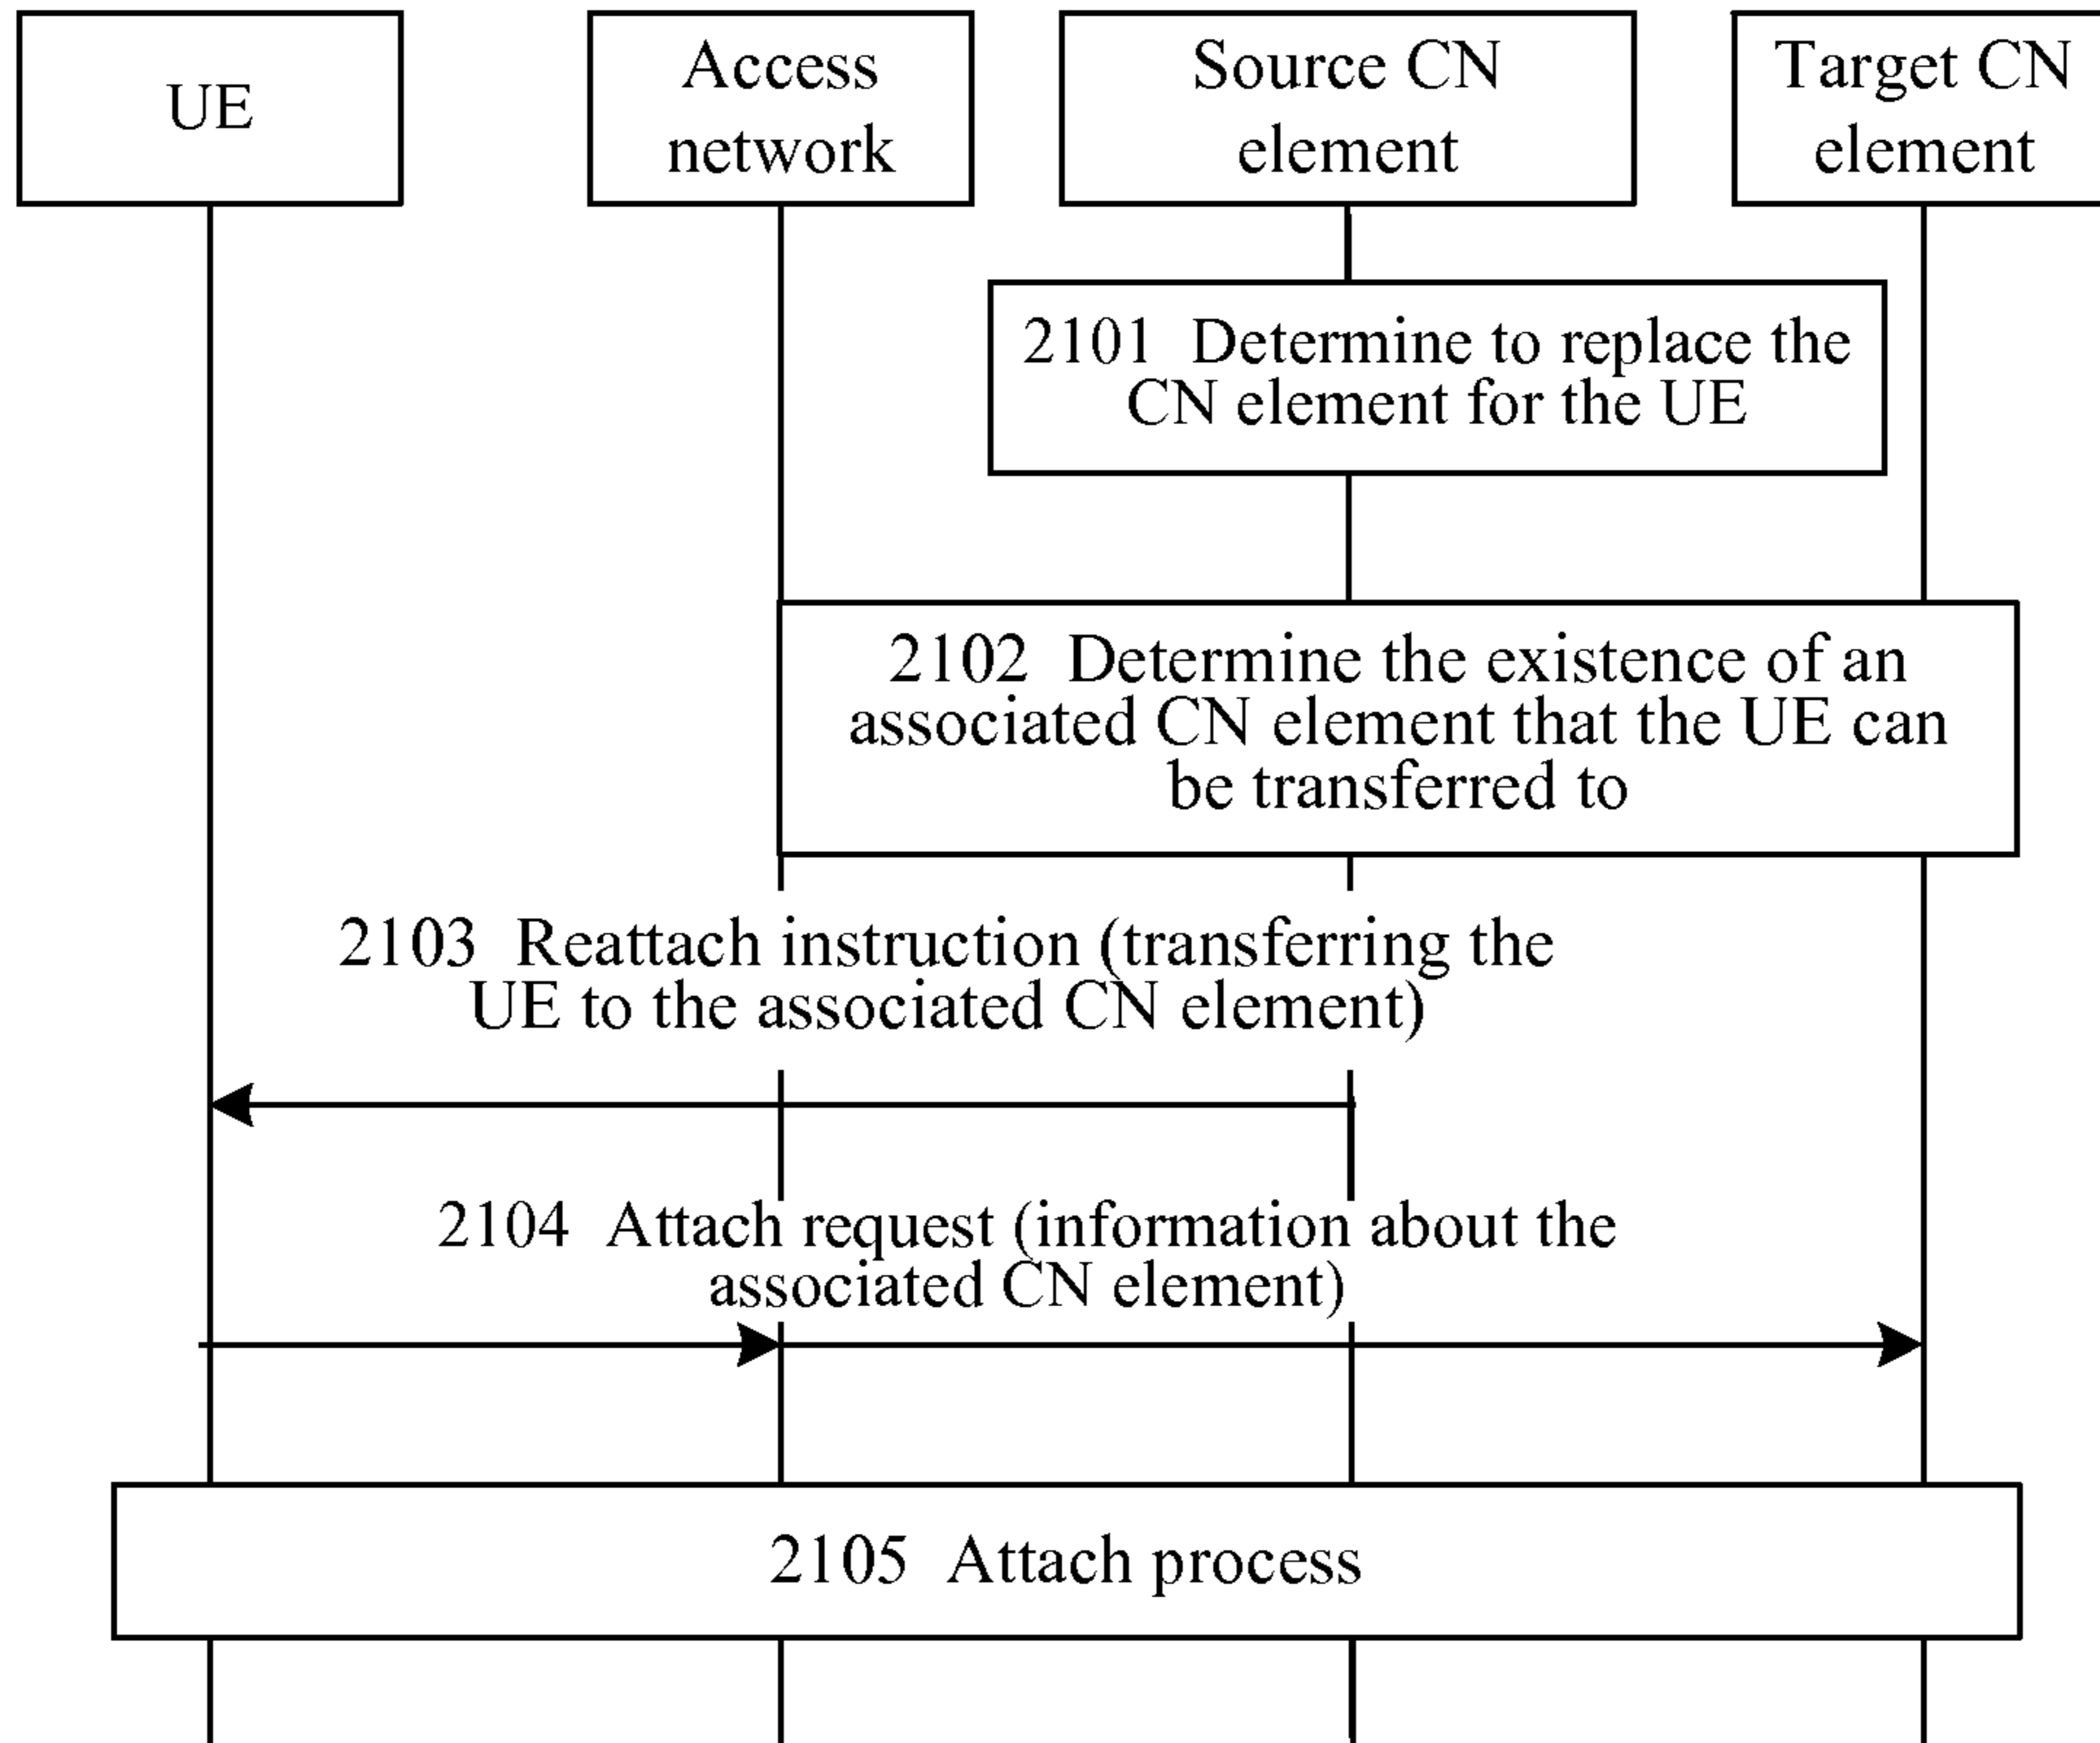 UE
Access
network
Source CN
element
Target CN
element
2101 Determine to replace the
CN element for the UE
2102 Determine the existence of an
associated CN element that the UE can
be transferred to
2103 Reattach instruction (transferring the
UE to the associated CN element)
2104 Attach request (information about the
associated CN element)
2105 Attach process